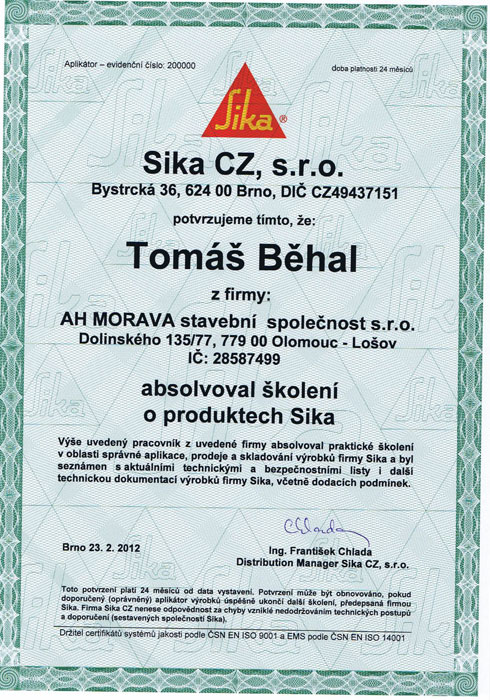 Aplikátor – evidenční číslo: 200000
doba platnosti 24 měsíců
Sika®
Sika CZ, s.r.o.
Bystrcká 36, 624 00 Brno, DIČ CZ49437151
potvrzujeme tímto, že:
Tomáš Běhal
z firmy:
AH MORAVA stavební společnost s.r.o.
Dolinského 135/77, 779 00 Olomouc - Lošov
IČ: 28587499
absolvoval školení
o produktech Sika
Výše uvedený pracovník z uvedené firmy absolvoval praktické školení
v oblasti správné aplikace, prodeje a skladování výrobků firmy Sika a byl
seznámen s aktuálními technickými a bezpečnostními listy i další
technickou dokumentací výrobků firmy Sika, včetně dodacích podmínek.
Chlada
Brno 23. 2. 2012
Ing. František Chlada
Distribution Manager Sika CZ, s.r.o.
Toto potvrzení platí 24 měsíců od data vystavení. Potvrzení může být obnovováno, pokud
doporučený (oprávněný) aplikátor výrobků úspěšně ukončí další školení, předepsaná firmou
Sika. Firma Sika CZ nenese odpovědnost za chyby vzniklé nedodržováním technických postupů
a doporučení (sestavených společností Sika).
Držitel certifikátů systémů jakosti podle ČSN EN ISO 9001 a EMS podle ČSN EN ISO 14001